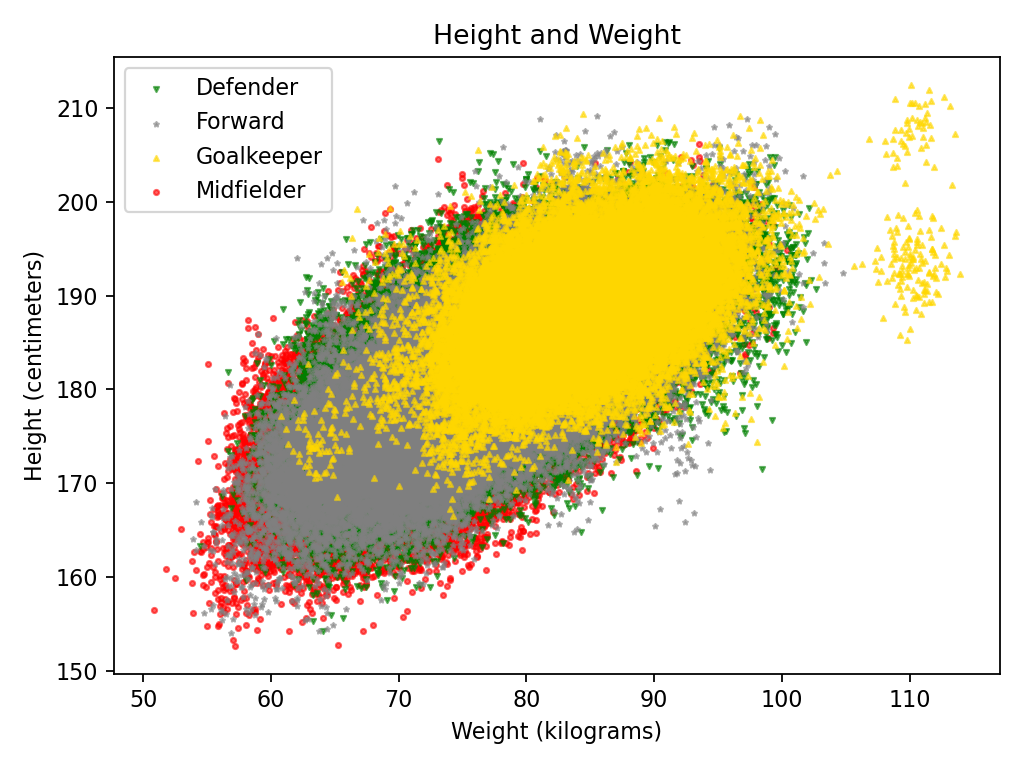 Height and Weight
Defender
Forward
Goalkeeper
Midfielder
Height (centimeters)
210
200
190
180
170
160
150
50 60 70 80 90 100 110
Weight (kilograms)